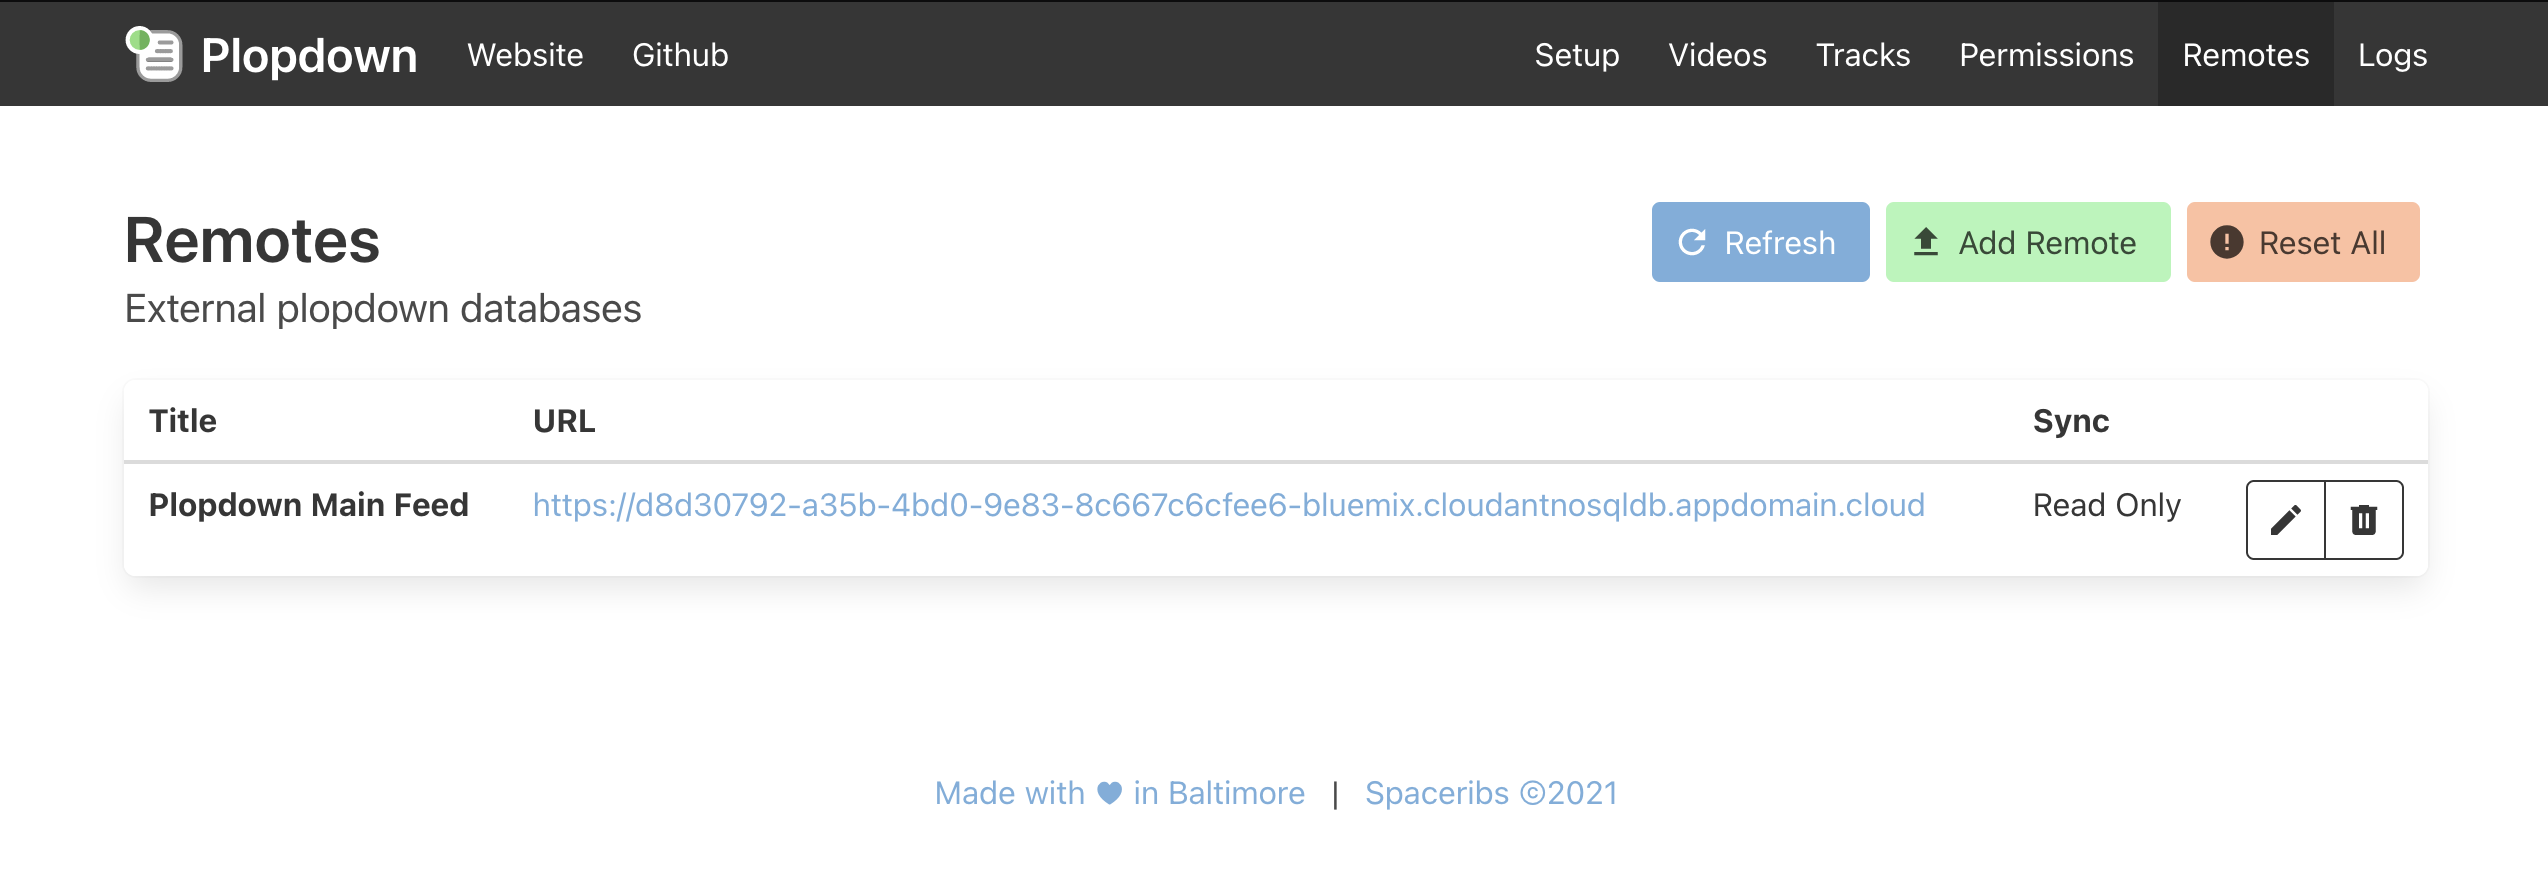 Plopdown Website Github Setup Videos Tracks Permissions Remotes Logs
Remotes
Refresh Add Remote Reset All
External plopdown databases
Title URL Sync
Plopdown Main Feed https://d8d30792-a35b-4bd0-9e83-8c667c6cfee6-bluemix.cloudantnosqldb.appdomain.cloud Read Only
Made with ♥ in Baltimore | Spaceribs ©2021